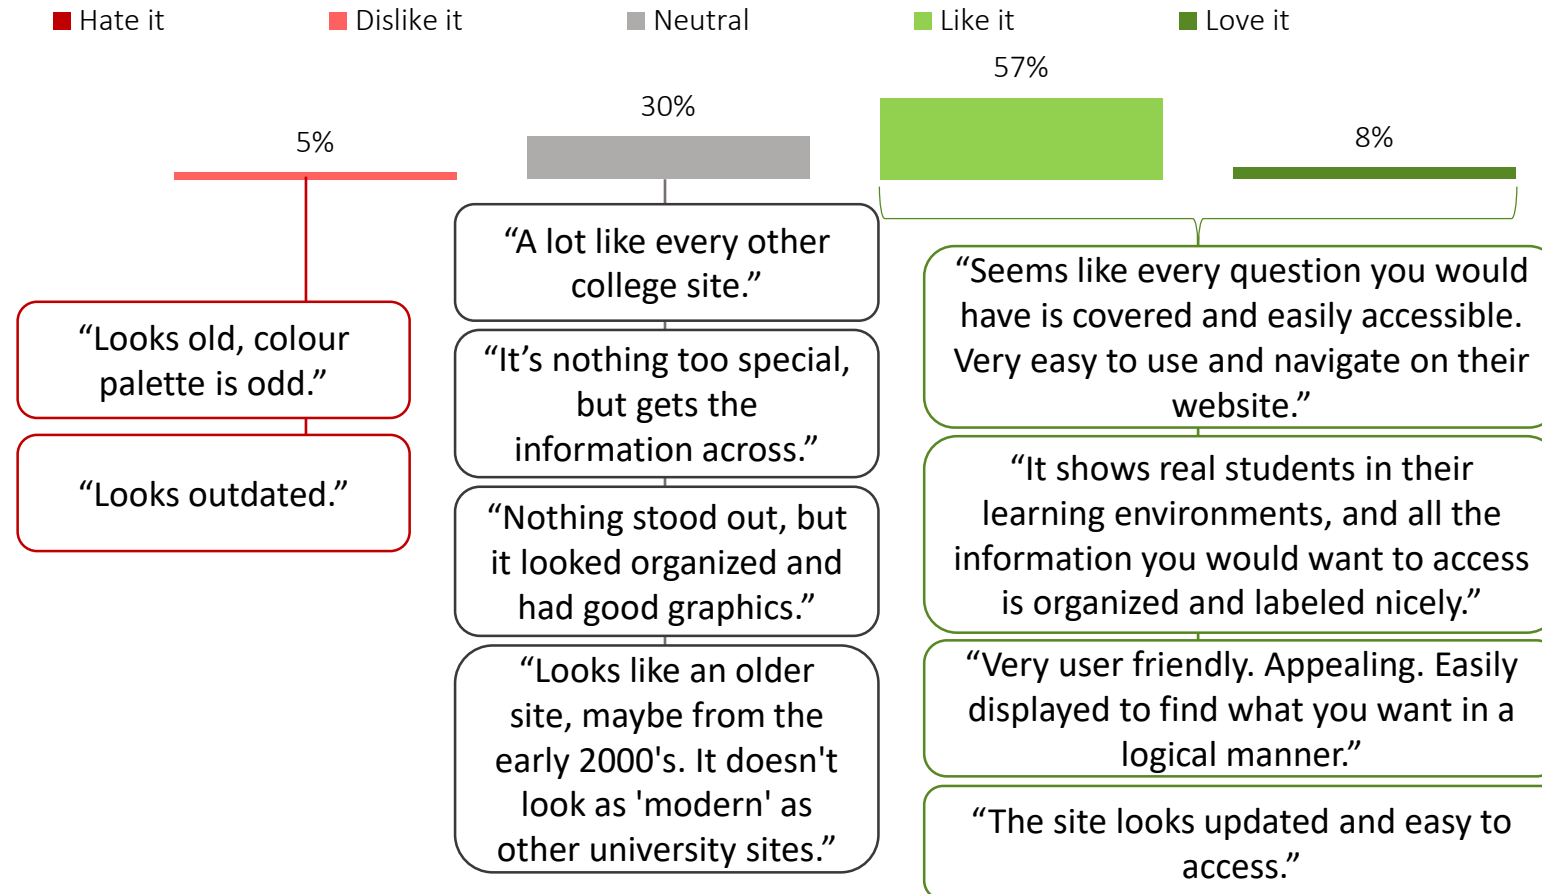 Hate it
Dislike it
Neutral
Like it
Love it
5%
30%
57%
8%
“Looks old, colour
palette is odd.”
“Looks outdated.”
“A lot like every other
college site.”
“It’s nothing too special,
but gets the
information across.”
“Nothing stood out, but
it looked organized and
had good graphics.”
“Looks like an older
site, maybe from the
early 2000's. It doesn't
look as 'modern' as
other university sites.”
“Seems like every question you would
have is covered and easily accessible.
Very easy to use and navigate on their
website.”
“It shows real students in their
learning environments, and all the
information you would want to access
is organized and labeled nicely.”
“Very user friendly. Appealing. Easily
displayed to find what you want in a
logical manner.”
“The site looks updated and easy to
access.”